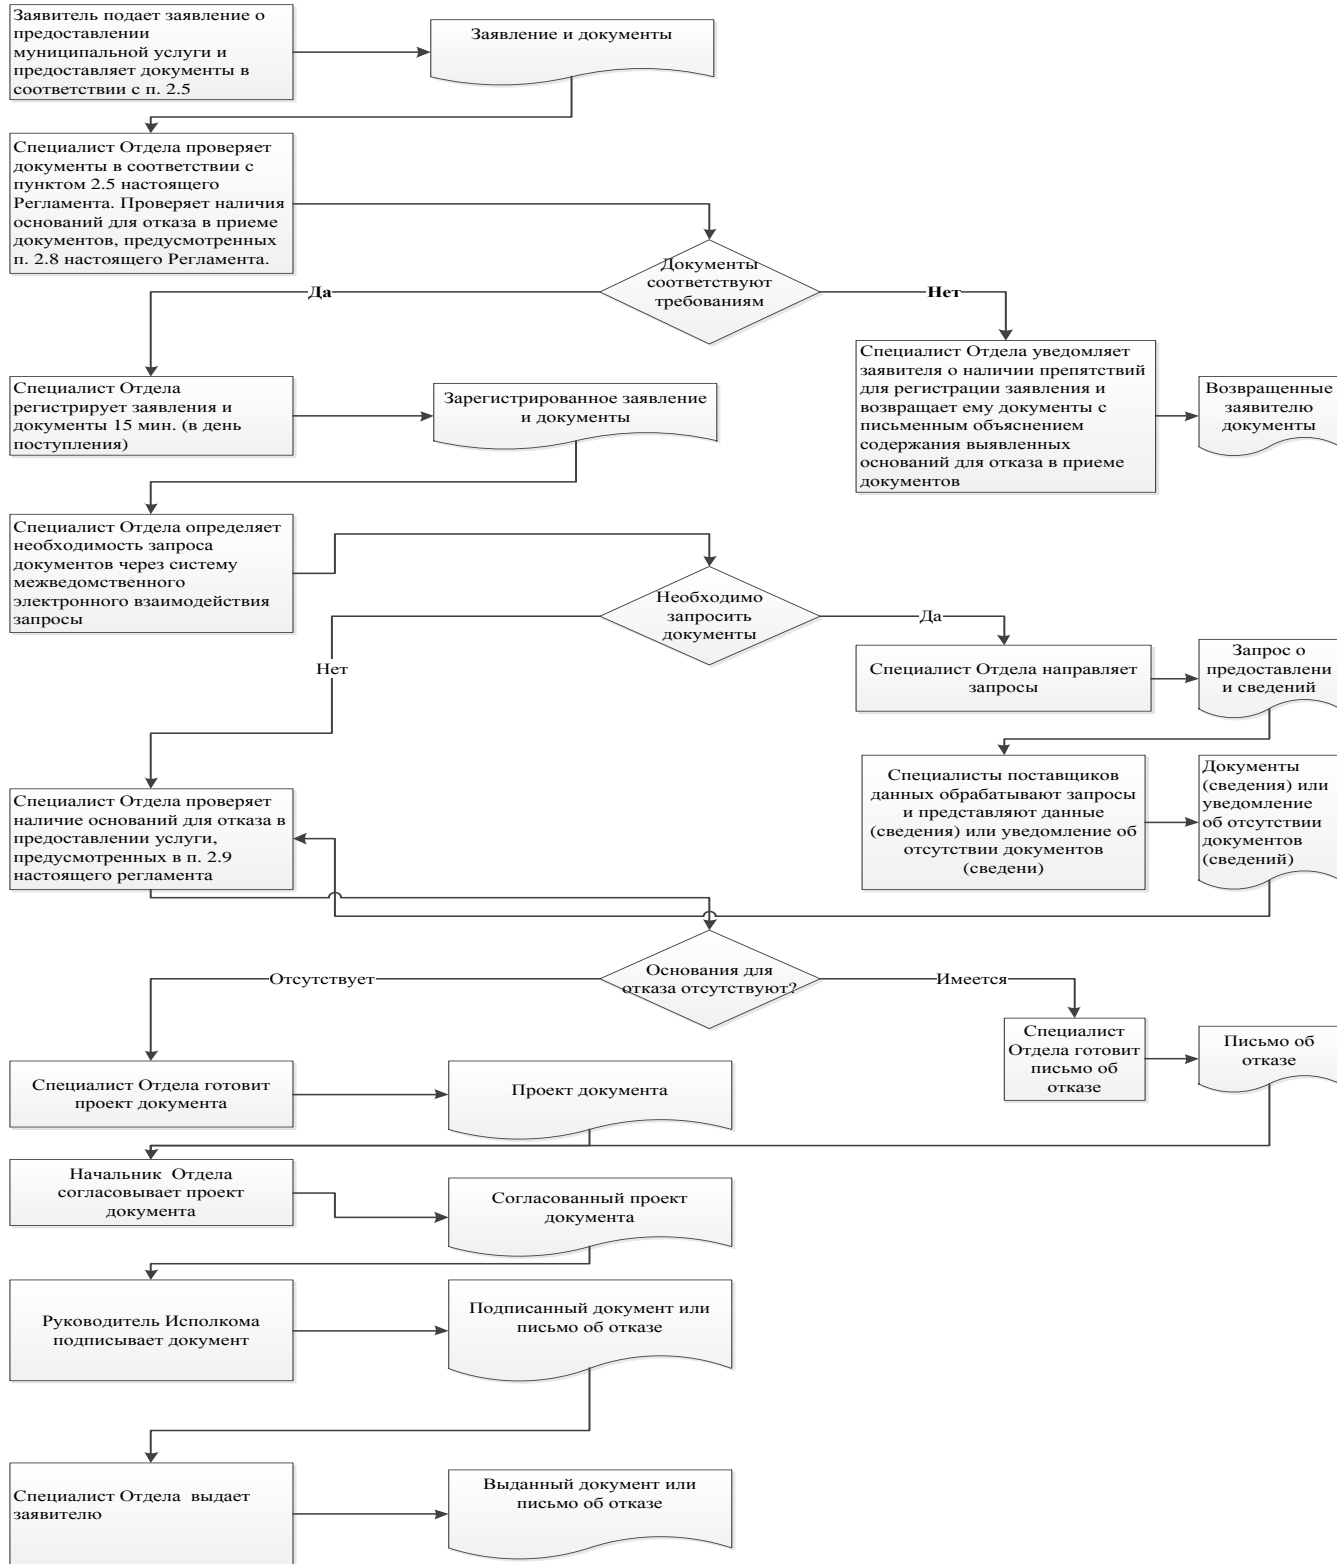 Заявитель подает заявление о
предоставлении
муниципальной услуги и
предоставляет документы в
соответствии с п. 2.5
Заявление и документы
Специалист Отдела проверяет
документы в соответствии с
пунктом 2.5 настоящего
Регламента. Проверяет наличия
оснований для отказа в приеме
документов, предусмотренных
п. 2.8 настоящего Регламента.
Документы
соответствуют
требованиям
Да
Нет
Специалист Отдела
регистрирует заявления и
документы 15 мин. (в день
поступления)
Зарегистрированное заявление
и документы
Специалист Отдела уведомляет
заявителя о наличии препятствий
для регистрации заявления и
возвращает ему документы с
письменным объяснением
содержания выявленных
оснований для отказа в приеме
документов
Возвращенные
заявителю
документы
Специалист Отдела определяет
необходимость запроса
документов через систему
межведомственного
электронного взаимодействия
запросы
Необходимо
запросить
документы
Да
Нет
Специалист Отдела направляет
запросы
Запрос о
предоставлени
и сведений
Специалисты поставщиков
данных обрабатывают запросы
и представляют данные
(сведения) или уведомление об
отсутствии документов
(сведени)
Документы
(сведения) или
уведомление
об отсутствии
документов
(сведений)
Специалист Отдела проверяет
наличие оснований для отказа в
предоставлении услуги,
предусмотренных в п. 2.9
настоящего регламента
Основания для
отказа отсутствуют?
Отсутствует
Имеется
Специалист
Отдела готовит
письмо об
отказе
Письмо об
отказе
Специалист Отдела готовит
проект документа
Проект документа
Начальник  Отдела
согласовывает проект
документа
Согласованный проект
документа
Руководитель Исполкома
подписывает документ
Подписанный документ или
письмо об отказе
Специалист Отдела  выдает
заявителю
Выданный документ или
письмо об отказе